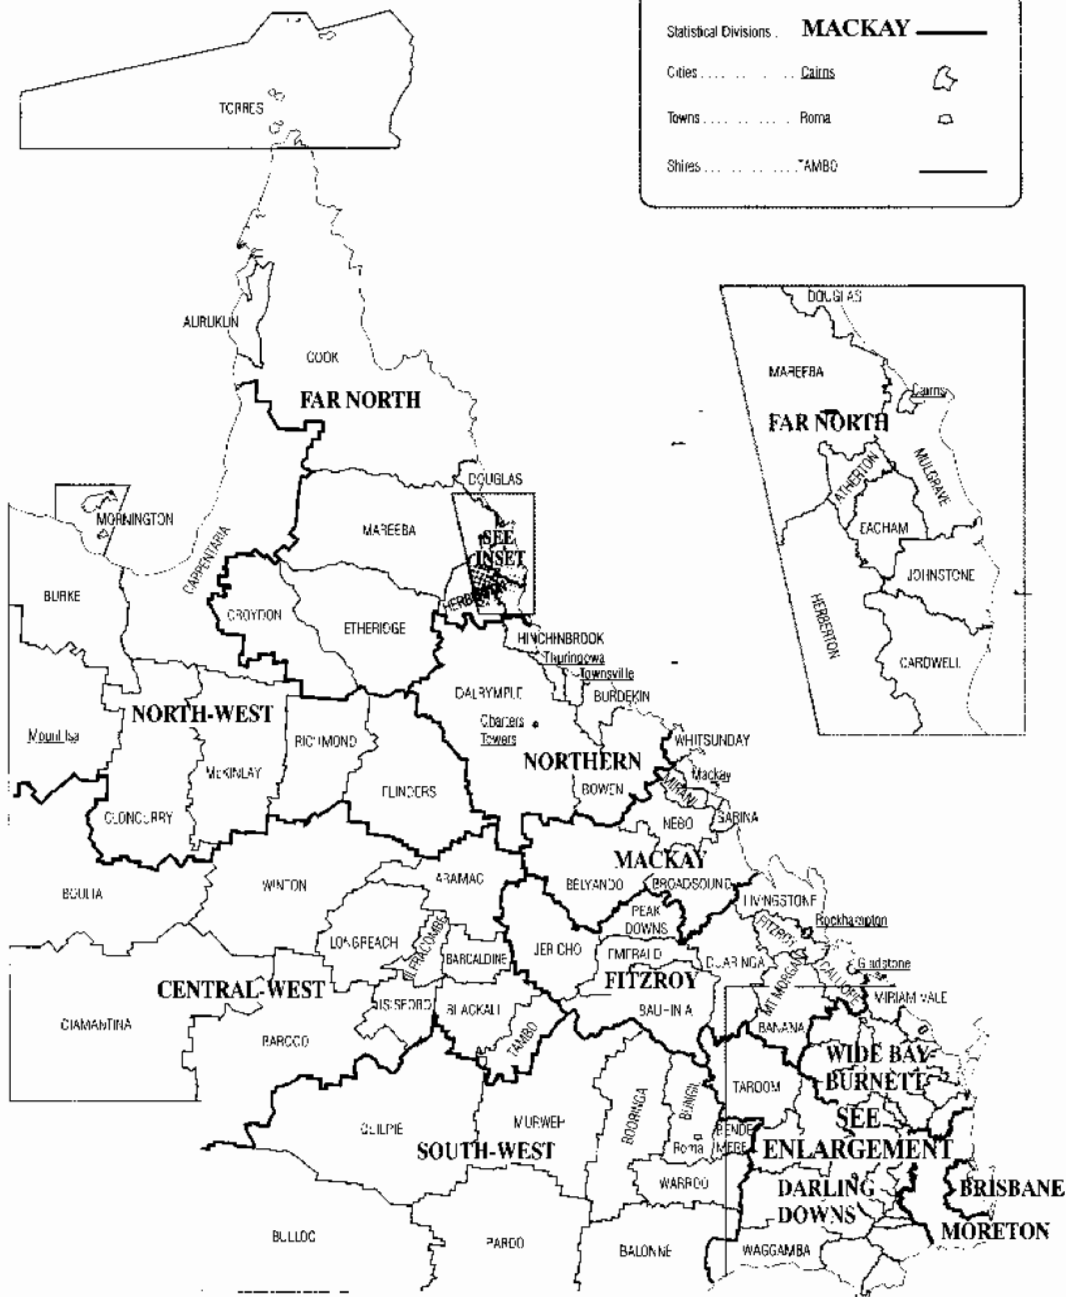 Statistical Divisions . MACKAY
Cities . . . . . . . . . . Cairns
Towns . . . . . . . . . . Roma
Shires . . . . . . . . . . TAMBO
TORRES
AURUKUN
COOK
FAR NORTH
DOUGLAS
MORNINGTON
CARPENTARIA
MAREEBA
SEE
INSET
HERBERTON
BURKE
CROYDON
ETHERIDGE
HINCHINBROOK
Thuringowa
Townsville
DALRYMPLE
BURDEKIN
NORTH-WEST
Charters
Towers
Mount Isa
RICHMOND
WHITSUNDAY
NORTHERN
McKINLAY
Mackay
MIRANI
FLINDERS
BOWEN
CLONCURRY
NEBO
SARINA
MACKAY
BOULIA
WINTON
ARAMAC
BELYANDO
BROADSOUND
LIVINGSTONE
PEAK
DOWNS
FITZROY
Rockhampton
LONGREACH
ILFRACOMBE
BARCALDINE
JERICHO
EMERALD
DUARINGA
MT MORGAN
CALLIOPE
Gladstone
CENTRAL-WEST
FITZROY
ISISFORD
BLACKALL
BAUHINIA
MIRIAM VALE
DIAMANTINA
BARCOO
TAMBO
BANANA
WIDE BAY-
BURNETT
TAROOM
QUILPIE
MURWEH
BOORINGA
BUNGIL
SEE
ENLARGEMENT
BENDE
MERE
Roma
SOUTH-WEST
WARROO
DARLING
DOWNS
BRISBANE
MORETON
BULLOO
PAROO
BALONNE
WAGGAMBA
DOUGLAS
MAREEBA
Cairns
FAR NORTH
ATHERTON
MULGRAVE
EACHAM
JOHNSTONE
HERBERTON
CARDWELL